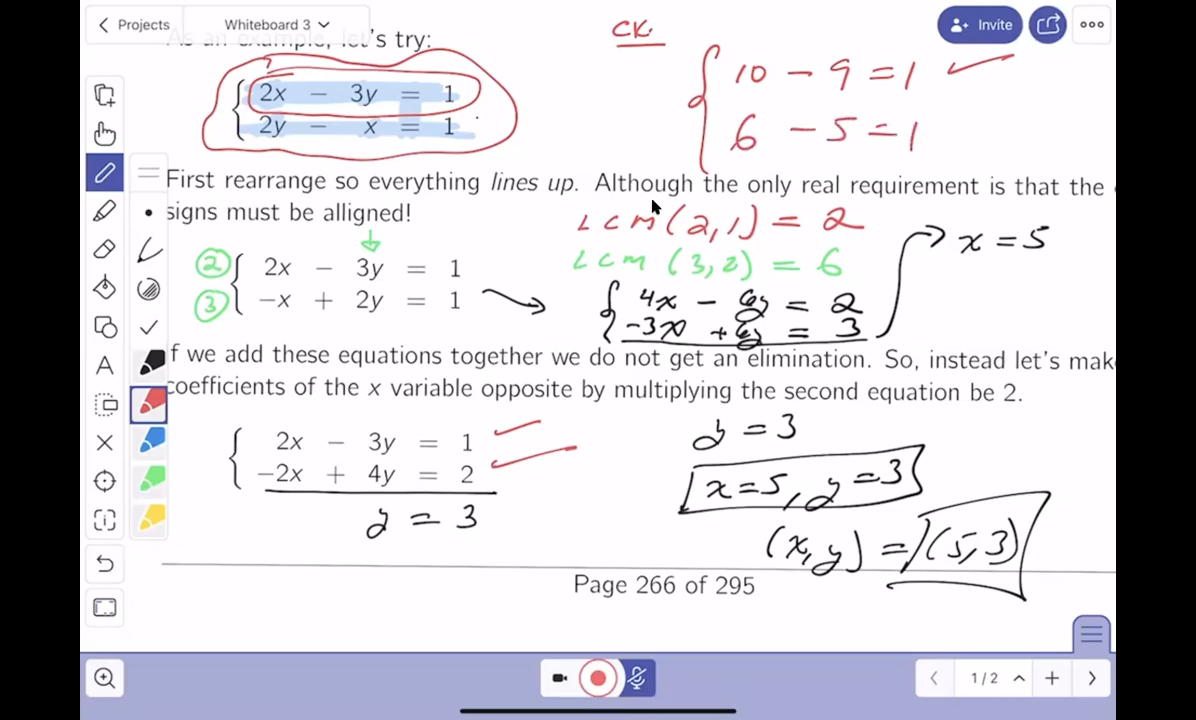 Projects
Whiteboard 3
Invite
As an example, let's try:
CK.
2x − 3y = 1
2y − x = 1
10 − 9 = 1 ✓
6 − 5 = 1
First rearrange so everything lines up. Although the only real requirement is that the
signs must be alligned!
LCM (2,1) = 2
LCM (3,2) = 6
x = 5
② 2x − 3y = 1
③ −x + 2y = 1
4x − 6y = 2
−3x + 6y = 3
f we add these equations together we do not get an elimination. So, instead let's mak
coefficients of the x variable opposite by multiplying the second equation be 2.
2x − 3y = 1
−2x + 4y = 2
y = 3
y = 3
x=5, y=3
(x,y) = (5,3)
Page 266 of 295
A
1/2